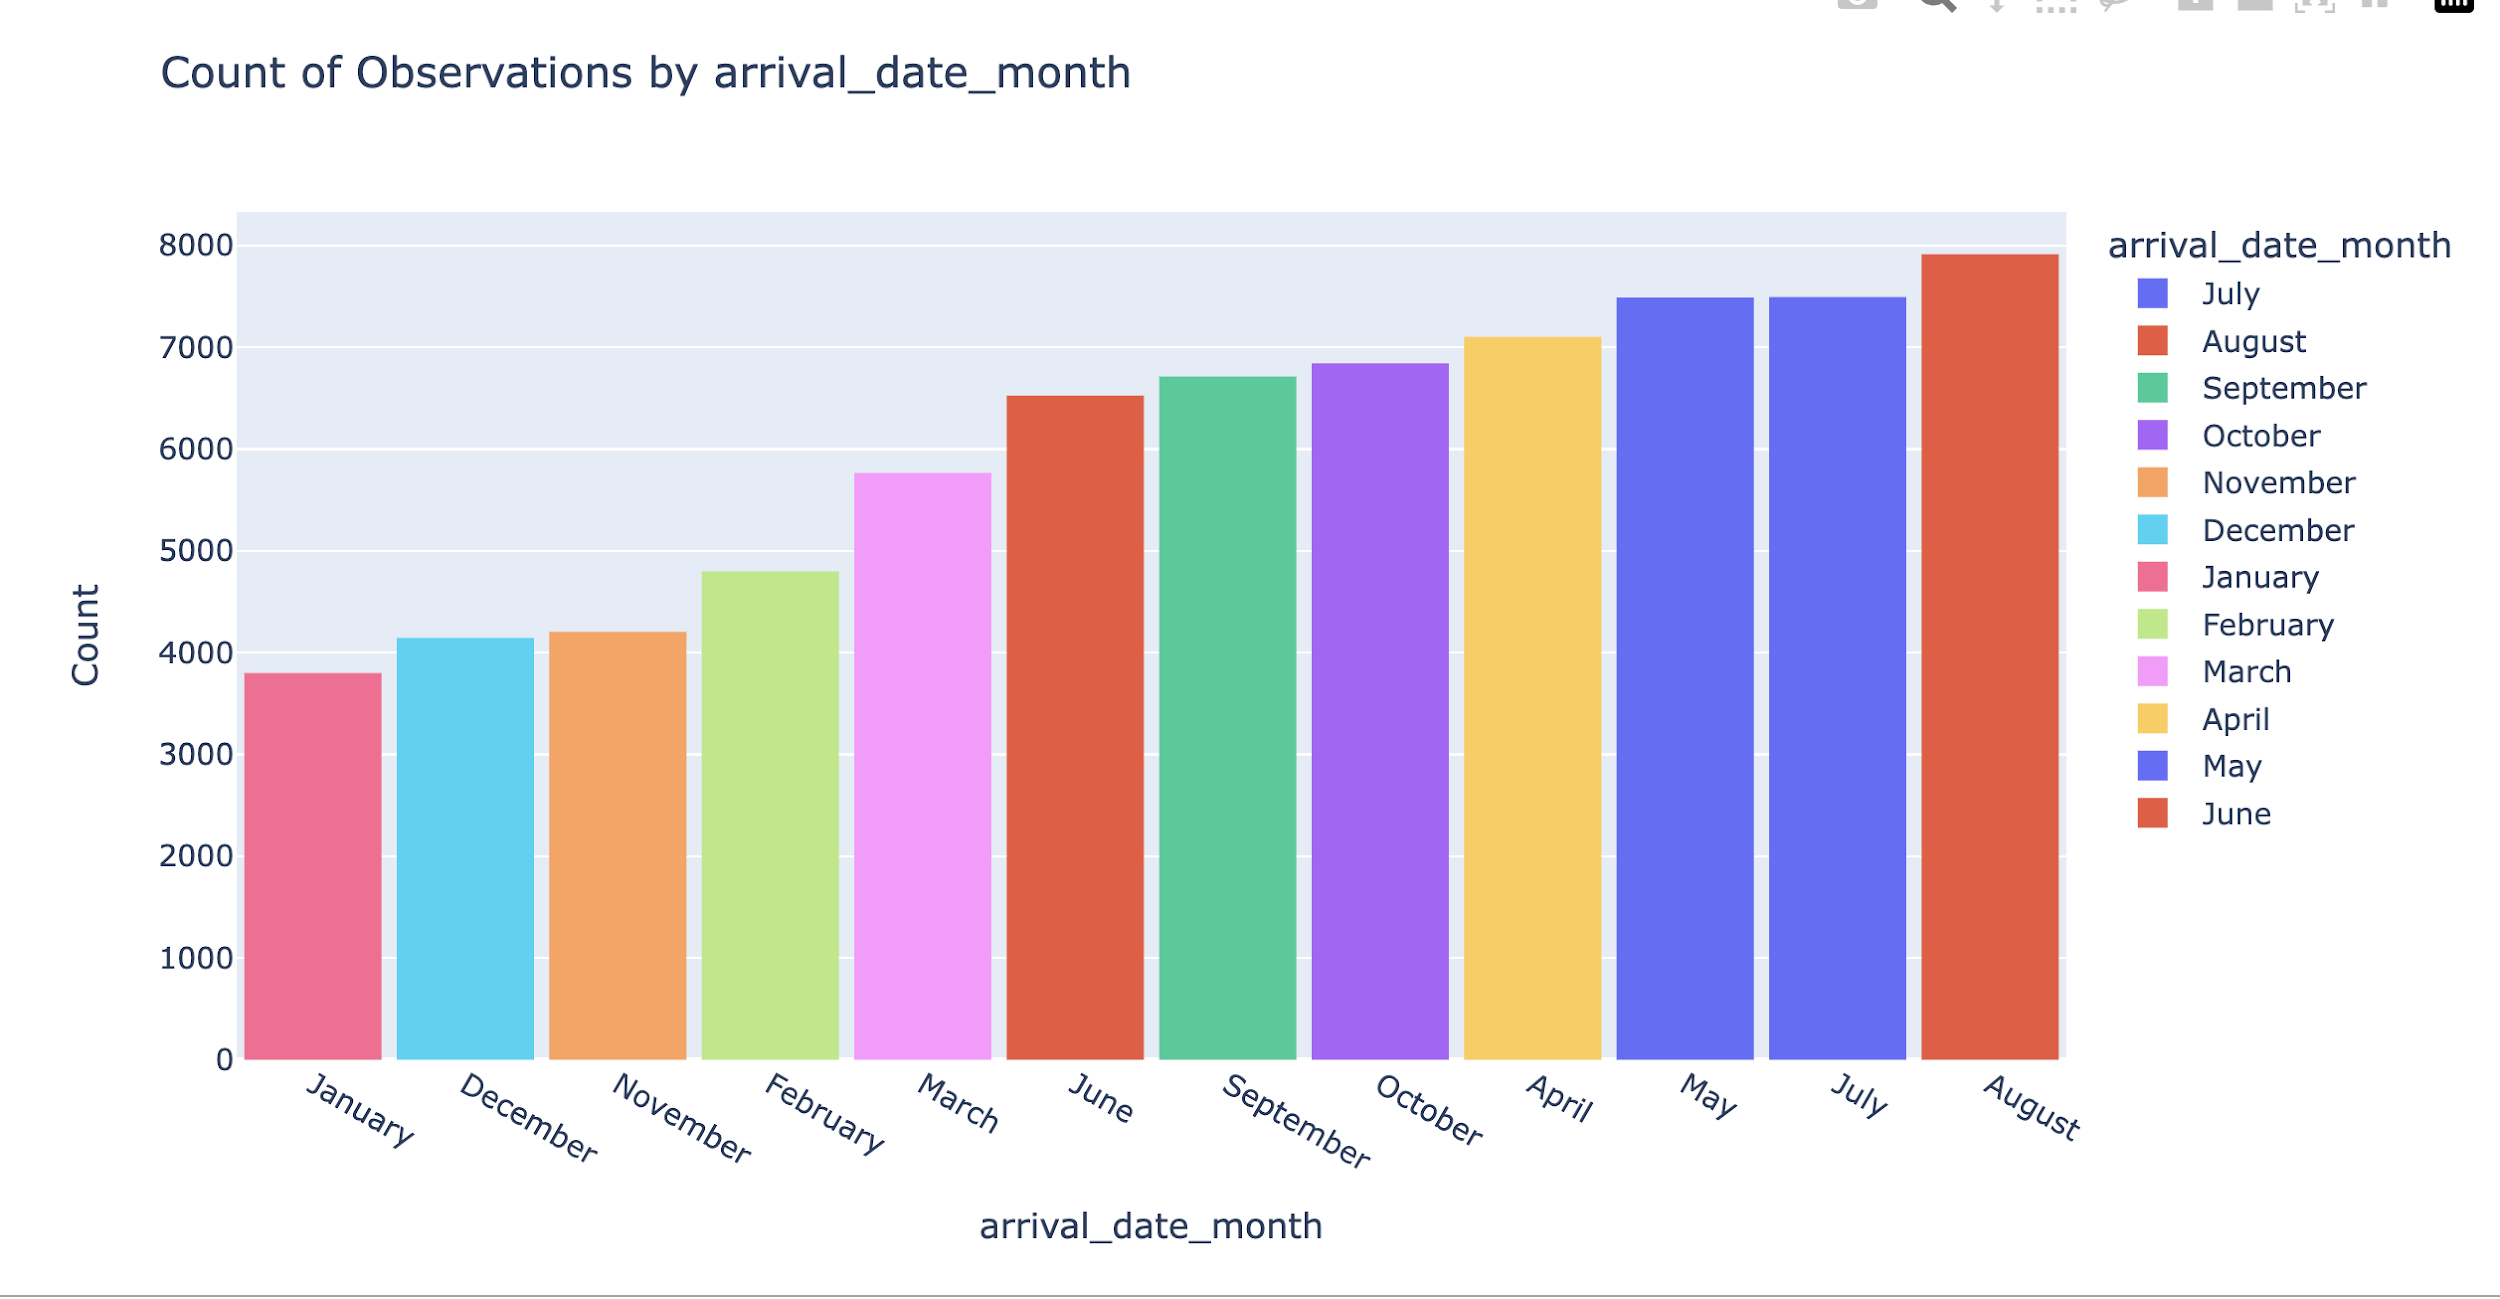 Count of Observations by arrival_date_month
8000
7000
6000
5000
4000
3000
2000
1000
0
Count
January
December
November
February
March
June
September
October
April
May
July
August
arrival_date_month
arrival_date_month
July
August
September
October
November
December
January
February
March
April
May
June